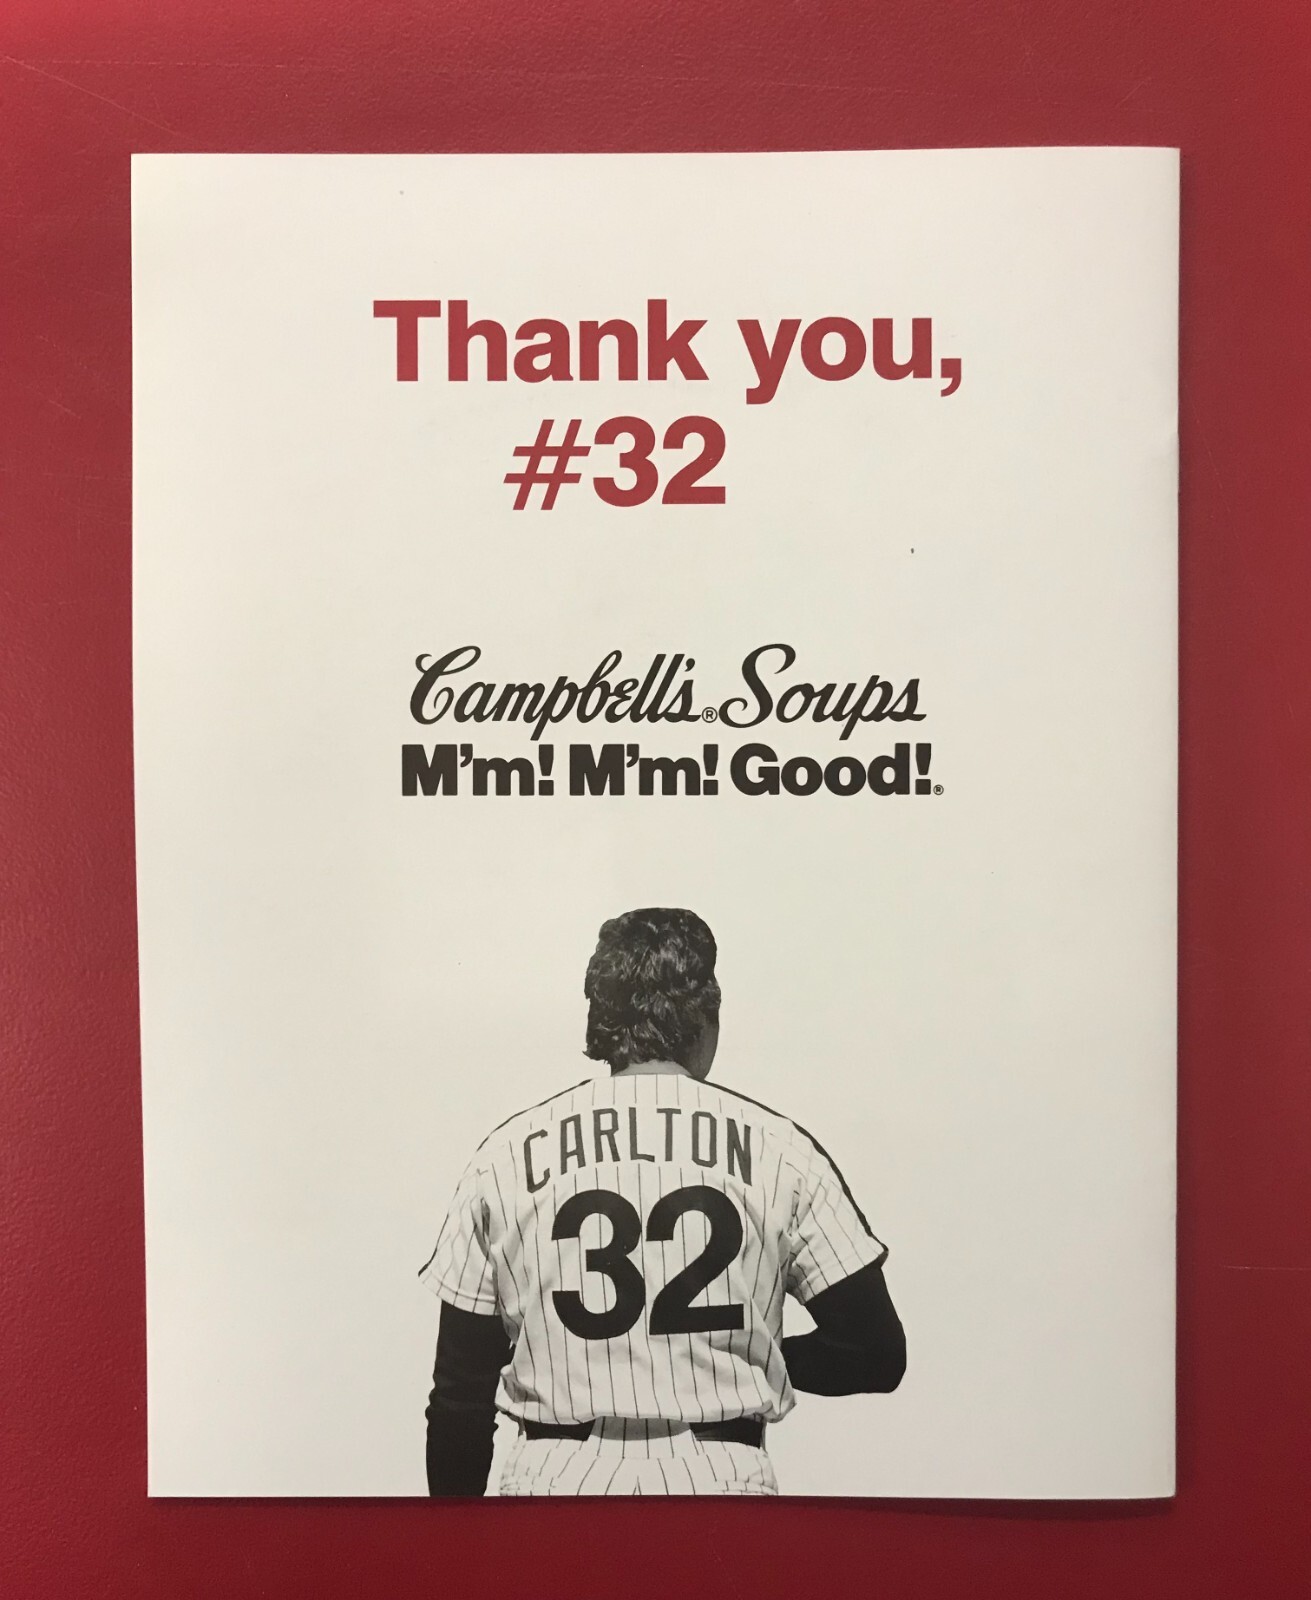 Thank you,
#32
Campbell's® Soups
M'm! M'm! Good!®
CARLTON
32